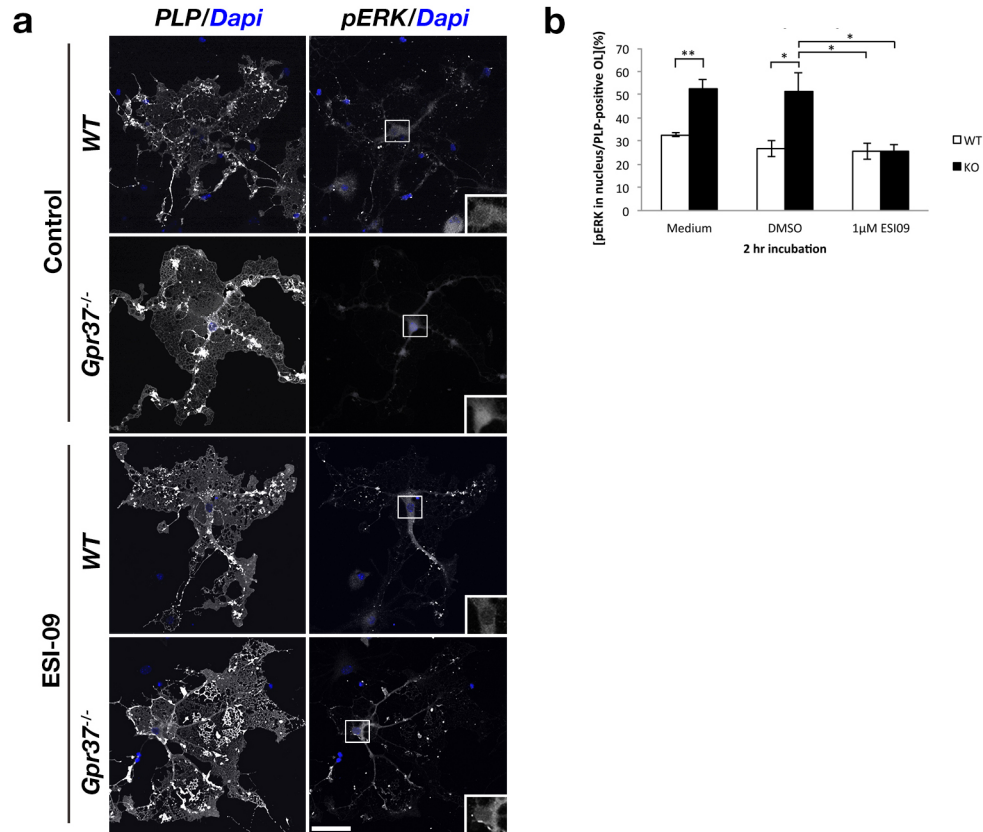 a
PLP/Dapi
pERK/Dapi
Control
WT
Gpr37-/-
ESI-09
WT
Gpr37-/-
b
[pERK in nucleus/PLP-positive OL](%)
70
60
50
40
30
20
10
0
**
*
*
*
Medium
DMSO
1µM ESI09
2 hr incubation
WT
KO